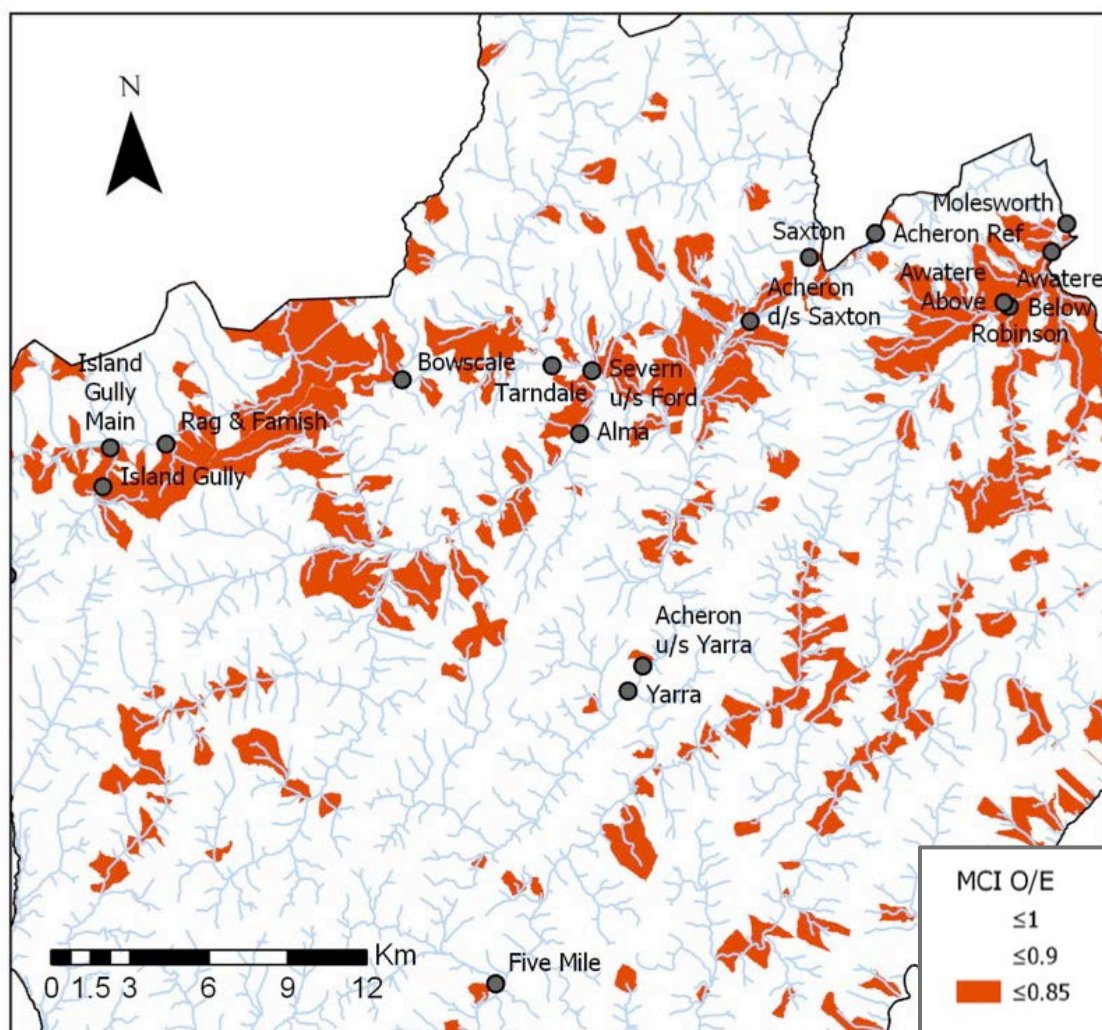 N
Molesworth
Saxton
Acheron Ref
Awatere
Above
Awatere
Below
Robinson
Acheron
d/s Saxton
Island
Gully
Main
Bowscale
Tarndale
Severn
u/s Ford
Rag & Famish
Alma
Island Gully
Acheron
u/s Yarra
Yarra
Five Mile
Km
0 1.5 3 6 9 12
MCI O/E
≤1
≤0.9
≤0.85